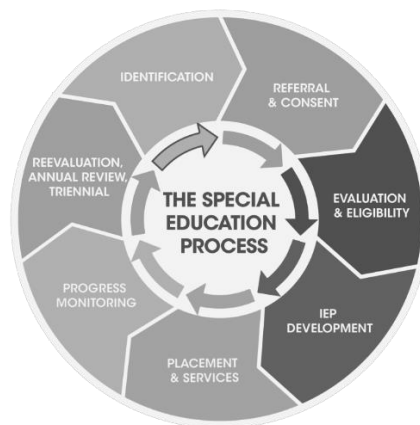 THE SPECIAL
EDUCATION
PROCESS
IDENTIFICATION
REFERRAL
& CONSENT
EVALUATION
& ELIGIBILITY
IEP
DEVELOPMENT
PLACEMENT
& SERVICES
PROGRESS
MONITORING
REEVALUATION,
ANNUAL REVIEW,
TRIENNIAL